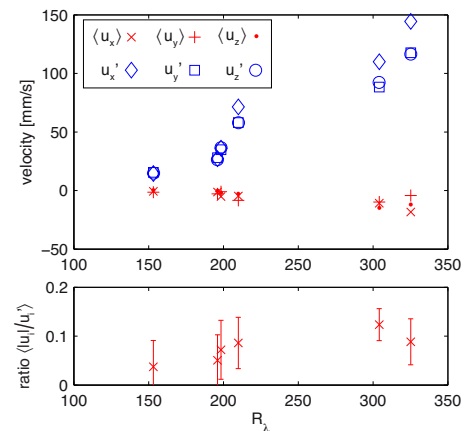 150
⟨u_x⟩ × ⟨u_y⟩ + ⟨u_z⟩ •
u_x' ◇ u_y' □ u_z' ○
100
50
0
−50
velocity [mm/s]
100 150 200 250 300 350
0.2
0.1
0
ratio ⟨|u_i|/u_i'⟩
100 150 200 250 300 350
R_λ